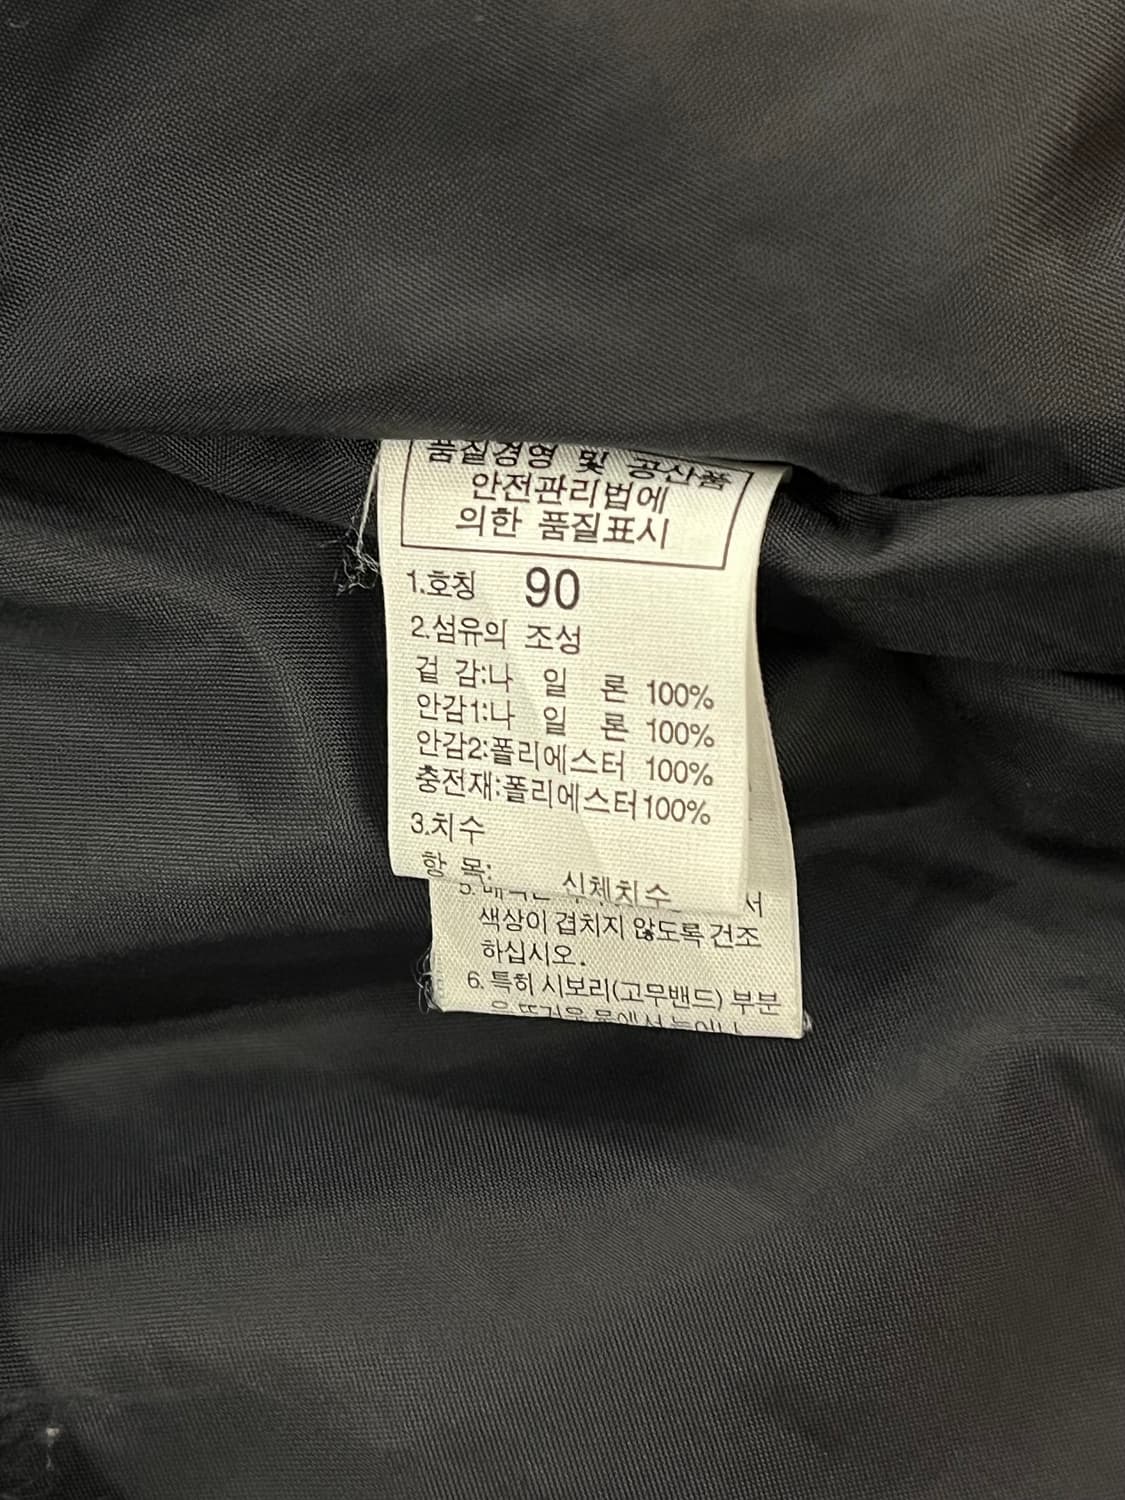 품질경영 및 공산품
안전관리법에
의한 품질표시
1.호칭 90
2.섬유의 조성
겉 감:나 일 론 100%
안감1:나 일 론 100%
안감2:폴리에스터 100%
충전재:폴리에스터100%
3.치수
항 목: 신체치수
서
색상이 겹치지 않도록 건조
하십시오.
6.특히 시보리(고무밴드) 부분